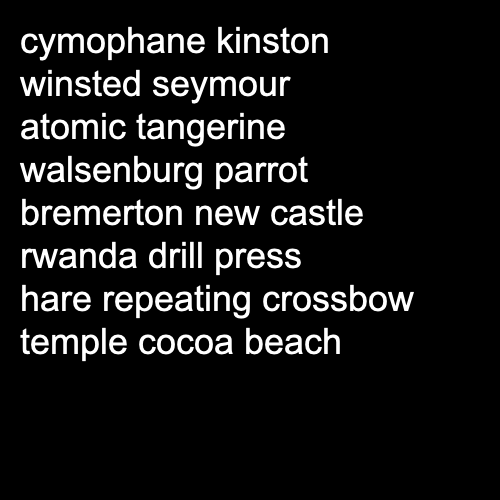 cymophane kinston
winsted seymour
atomic tangerine
walsenburg parrot
bremerton new castle
rwanda drill press
hare repeating crossbow
temple cocoa beach